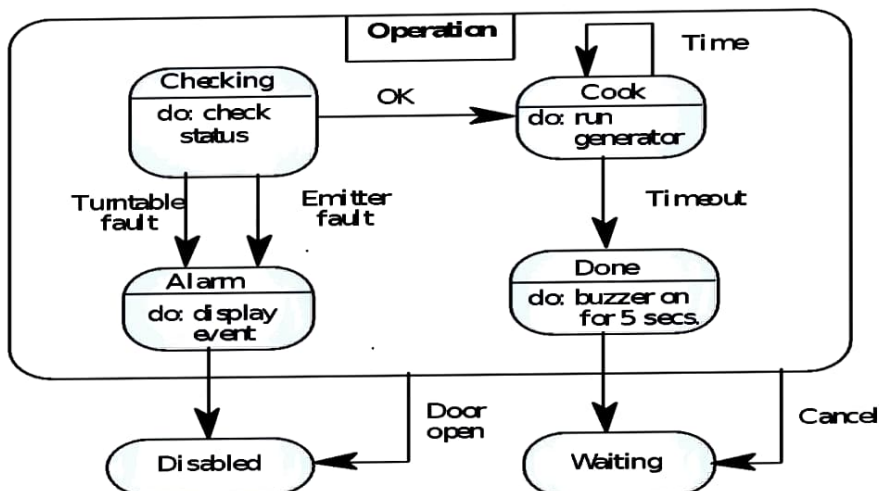 Operation
Time
Checking
do: check
status
OK
Cook
do: run
generator
Turntable
fault
Emitter
fault
Timeout
Alarm
do: display
event
Done
do: buzzer on
for 5 secs.
Door
open
Cancel
Disabled
Waiting